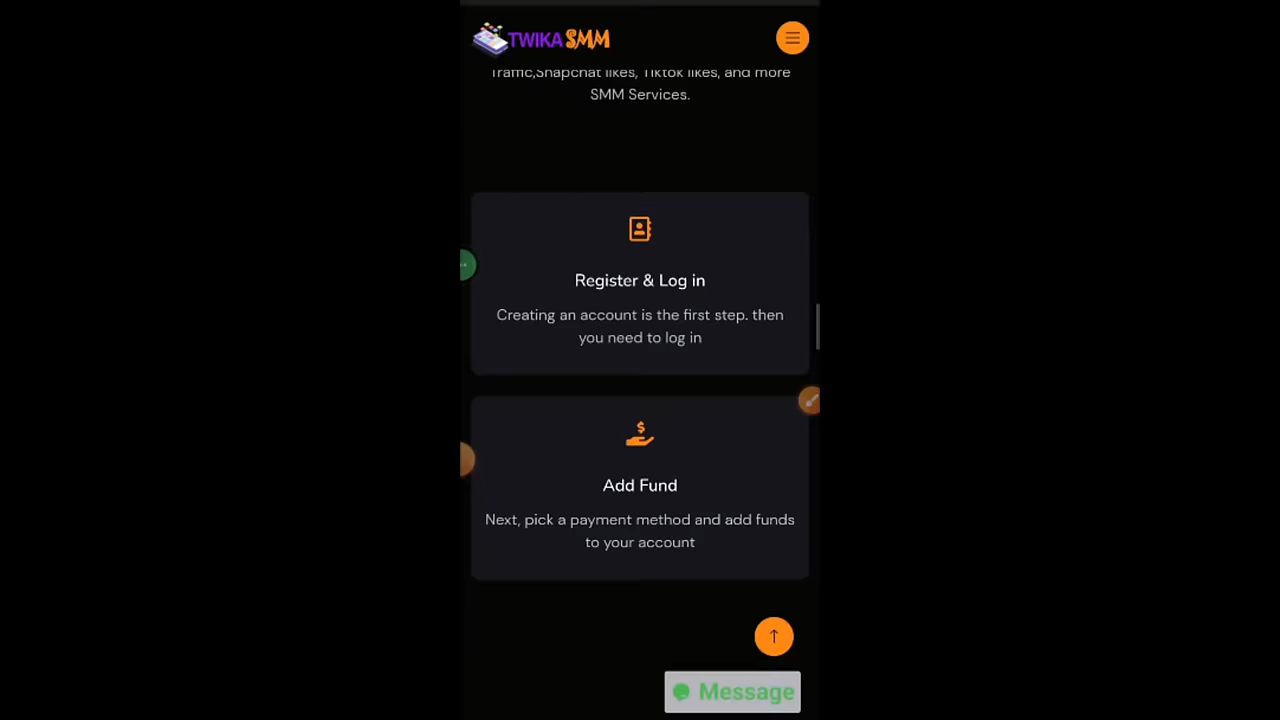 TWIKA SMM
Traffic,Snapchat likes, Tiktok likes, and more
SMM Services.
Register & Log in
Creating an account is the first step. then
you need to log in
Add Fund
Next, pick a payment method and add funds
to your account
Message